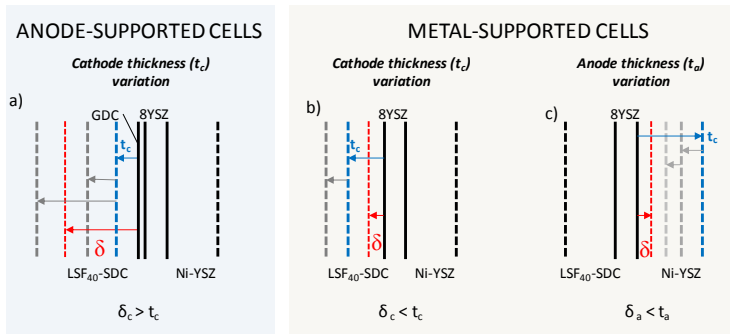 ANODE-SUPPORTED CELLS
Cathode thickness (tc)
variation
a)
GDC
8YSZ
tc
δ
LSF40-SDC
Ni-YSZ
δc > tc
METAL-SUPPORTED CELLS
Cathode thickness (tc)
variation
b)
8YSZ
tc
δ
LSF40-SDC
Ni-YSZ
δc < tc
Anode thickness (ta)
variation
c)
8YSZ
tc
δ
LSF40-SDC
Ni-YSZ
δa < ta